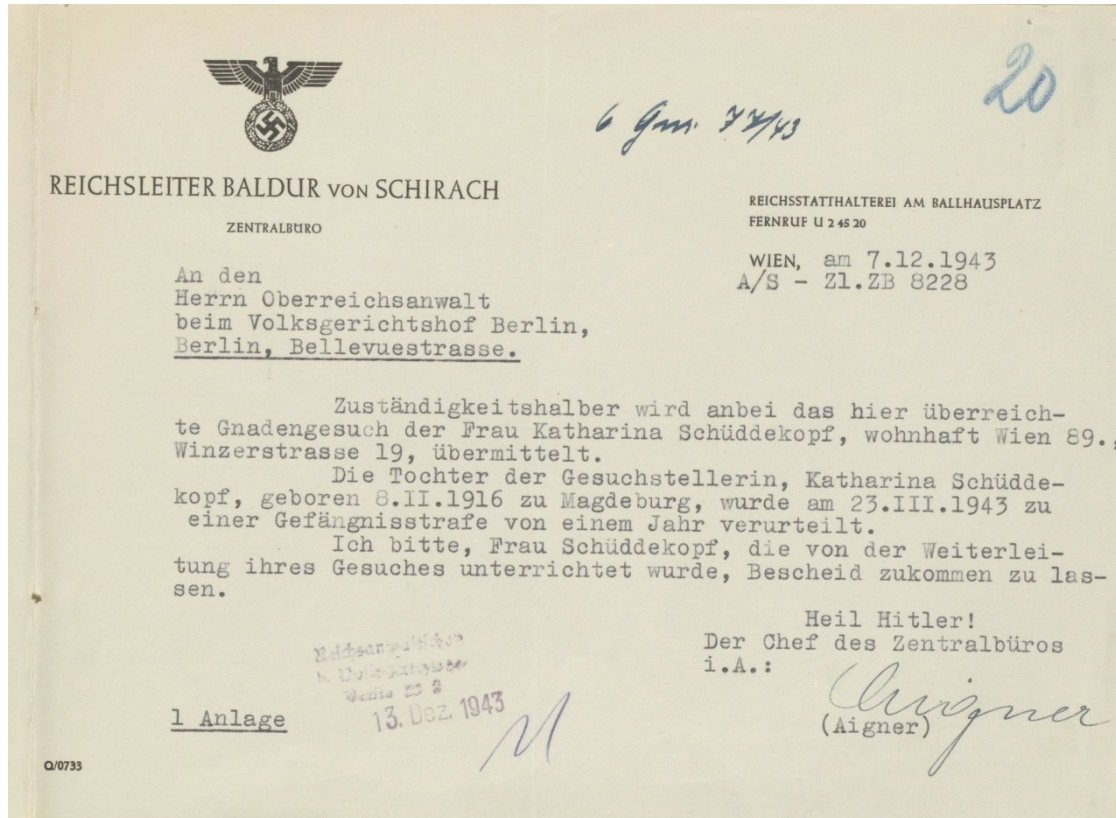 20
6 Gns. 77/43
REICHSLEITER BALDUR VON SCHIRACH
ZENTRALBÜRO
REICHSSTATTHALTEREI AM BALLHAUSPLATZ
FERNRUF U 2 45 20
WIEN, am 7.12.1943
A/S - Zl.ZB 8228
An den
Herrn Oberreichsanwalt
beim Volksgerichtshof Berlin,
Berlin, Bellevuestrasse.
Zuständigkeitshalber wird anbei das hier überreich-
te Gnadengesuch der Frau Katharina Schüddekopf, wohnhaft Wien 89.,
Winzerstrasse 19, übermittelt.
Die Tochter der Gesuchstellerin, Katharina Schüdde-
kopf, geboren 8.II.1916 zu Magdeburg, wurde am 23.III.1943 zu
einer Gefängnisstrafe von einem Jahr verurteilt.
Ich bitte, Frau Schüddekopf, die von der Weiterlei-
tung ihres Gesuches unterrichtet wurde, Bescheid zukommen zu las-
sen.
Heil Hitler!
Der Chef des Zentralbüros
i.A.:
Aigner
(Aigner)
13. Dez. 1943
1 Anlage
Q/0733